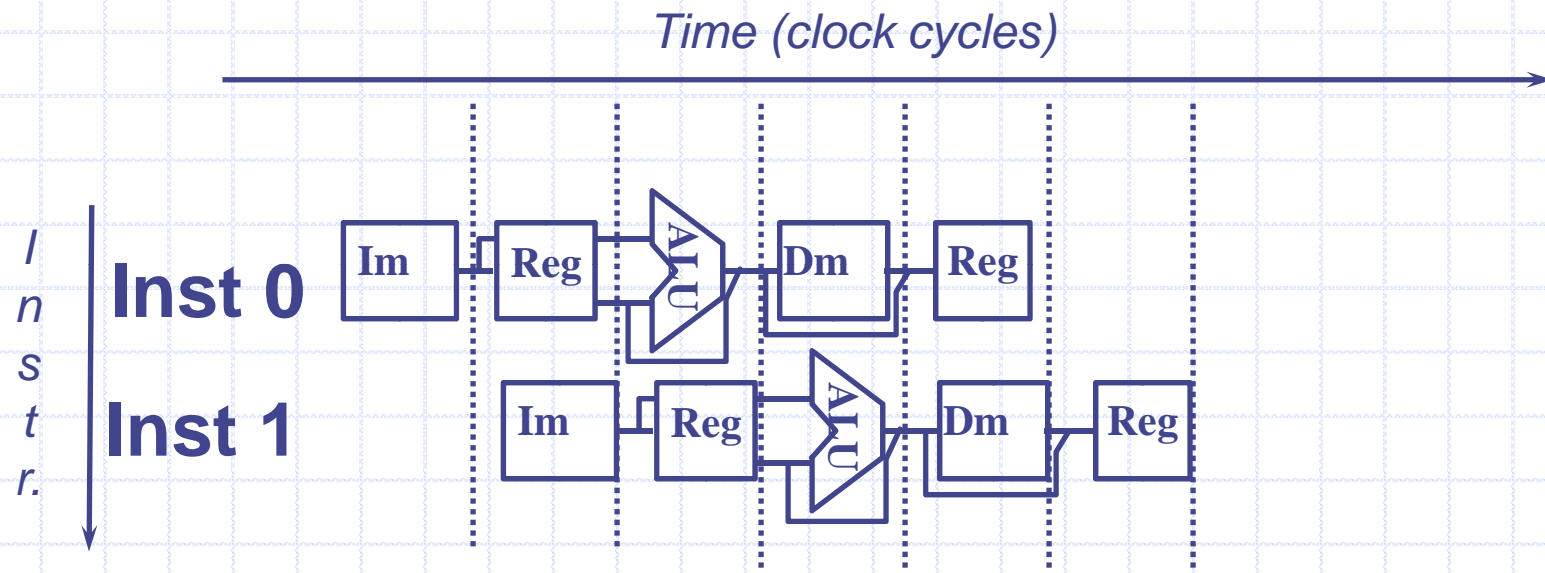 Time (clock cycles)
I
n
s
t
r.
Inst 0
Im
Reg
ALU
Dm
Reg
Inst 1
Im
Reg
ALU
Dm
Reg